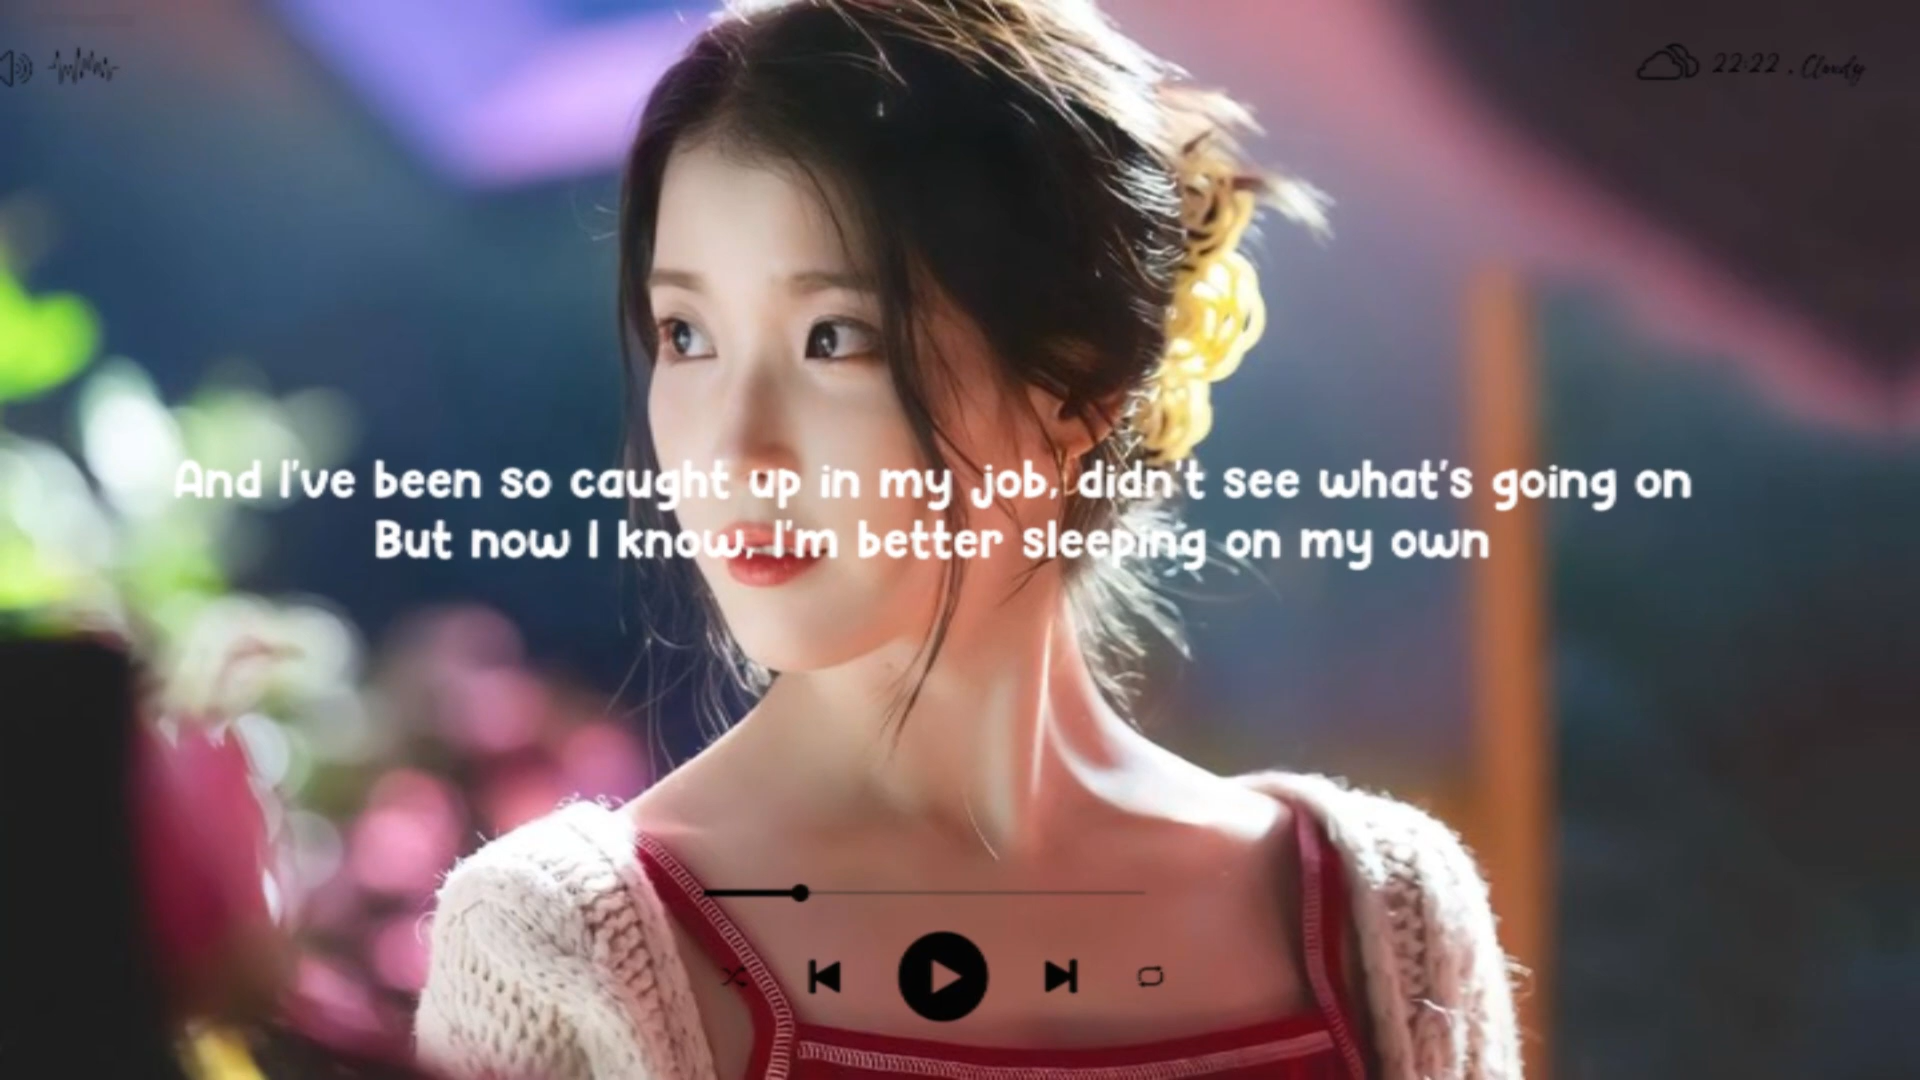 22:22 . Cloudy
And I've been so caught up in my job, didn't see what's going on
But now I know, I'm better sleeping on my own